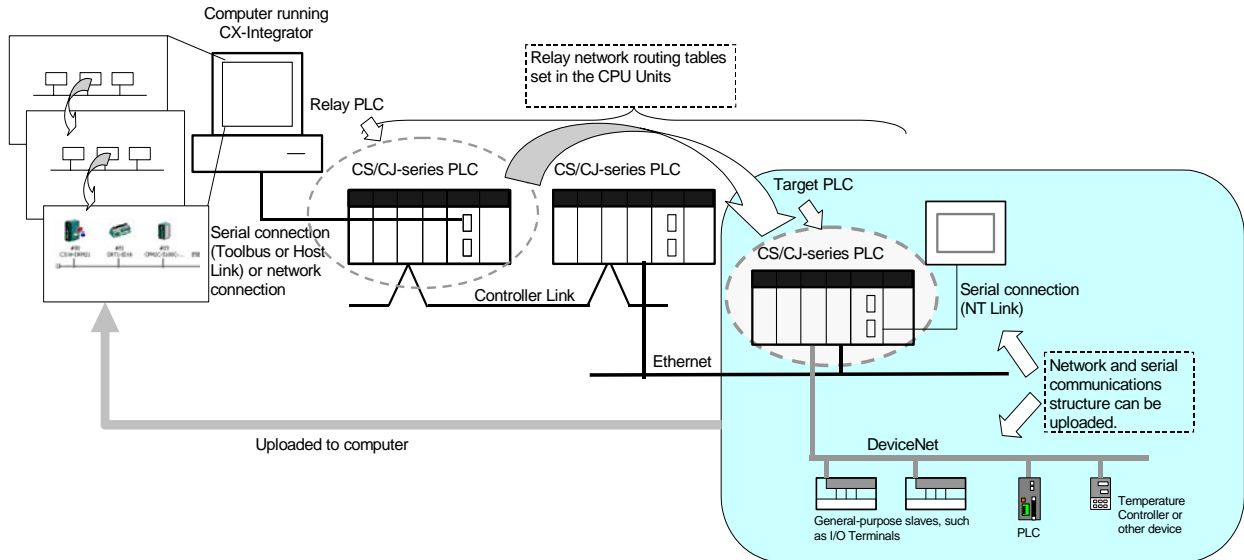 Computer running
CX-Integrator
Relay network routing tables
set in the CPU Units
Relay PLC
CS/CJ-series PLC
CS/CJ-series PLC
Target PLC
CS/CJ-series PLC
Serial connection
(Toolbus or Host
Link) or network
connection
Controller Link
Serial connection
(NT Link)
Ethernet
Network and serial
communications
structure can be
uploaded.
Uploaded to computer
DeviceNet
General-purpose slaves, such
as I/O Terminals
PLC
Temperature
Controller or
other device